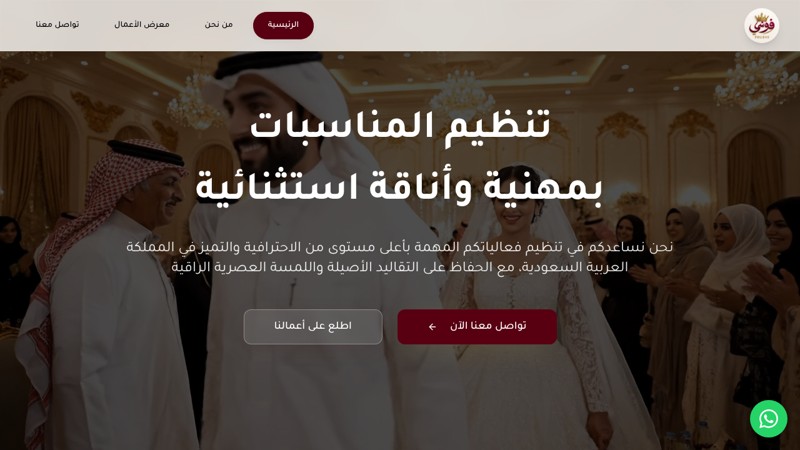 الرئيسية
من نحن
معرض الأعمال
تواصل معنا
تنظيم المناسبات
بمهنية وأناقة استثنائية
نحن نساعدكم في تنظيم فعالياتكم المهمة بأعلى مستوى من الاحترافية والتميز في المملكة
العربية السعودية، مع الحفاظ على التقاليد الأصيلة واللمسة العصرية الراقية
تواصل معنا الآن
اطلع على أعمالنا